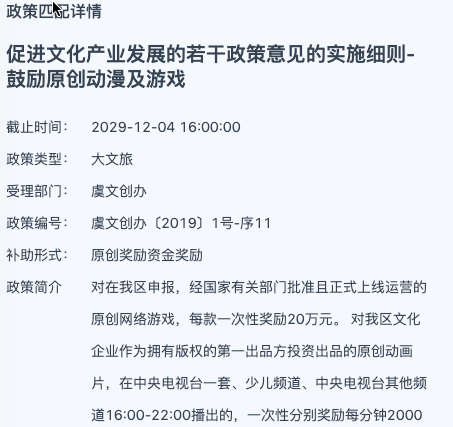 政策匹配详情
促进文化产业发展的若干政策意见的实施细则-
鼓励原创动漫及游戏
截止时间： 2029-12-04 16:00:00
政策类型： 大文旅
受理部门： 虞文创办
政策编号： 虞文创办〔2019〕1号-序11
补助形式： 原创奖励资金奖励
政策简介 对在我区申报，经国家有关部门批准且正式上线运营的
原创网络游戏，每款一次性奖励20万元。 对我区文化
企业作为拥有版权的第一出品方投资出品的原创动画
片，在中央电视台一套、少儿频道、中央电视台其他频
道16:00-22:00播出的，一次性分别奖励每分钟2000